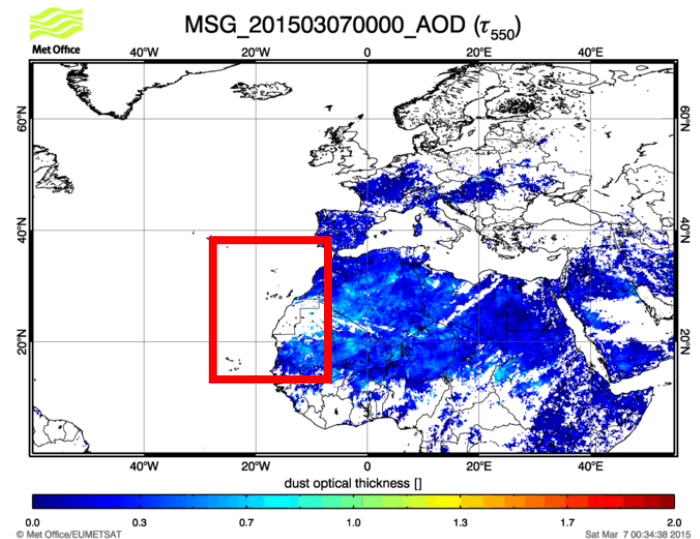 MSG_201503070000_AOD (τ550)
Met Office
40°W 20°W 0 20°E 40°E
60°N 60°N
40°N 40°N
20°N 20°N
40°W 20°W 0 20°E 40°E
dust optical thickness []
0.0 0.3 0.7 1.0 1.3 1.7 2.0
© Met Office/EUMETSAT Sat Mar 7 00:34:38 2015